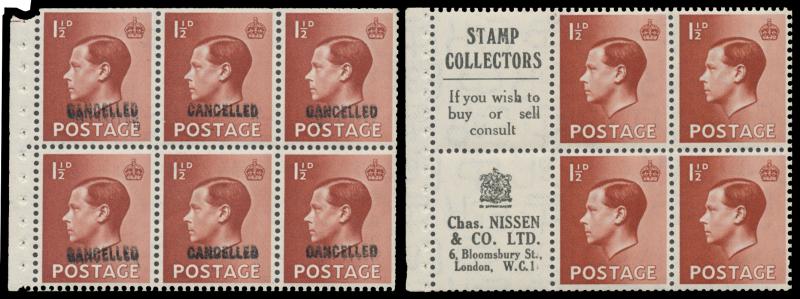 1½D 1½D 1½D
CANCELLED CANCELLED CANCELLED
POSTAGE POSTAGE POSTAGE
1½D 1½D 1½D
CANCELLED CANCELLED CANCELLED
POSTAGE POSTAGE POSTAGE
STAMP
COLLECTORS
If you wish to
buy or sell
consult
1½D 1½D
POSTAGE POSTAGE
Chas. NISSEN
& CO. LTD.
6, Bloomsbury St.,
London, W.C.1
1½D 1½D
POSTAGE POSTAGE